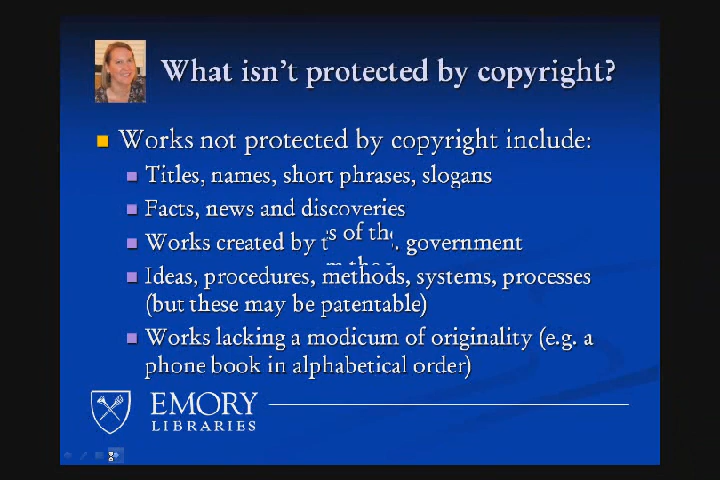 What isn't protected by copyright?
Works not protected by copyright include:
Titles, names, short phrases, slogans
Facts, news and discoveries
Works created by t s of the . government
Ideas, procedures, methods, systems, processes
(but these may be patentable)
Works lacking a modicum of originality (e.g. a
phone book in alphabetical order)
EMORY
LIBRARIES